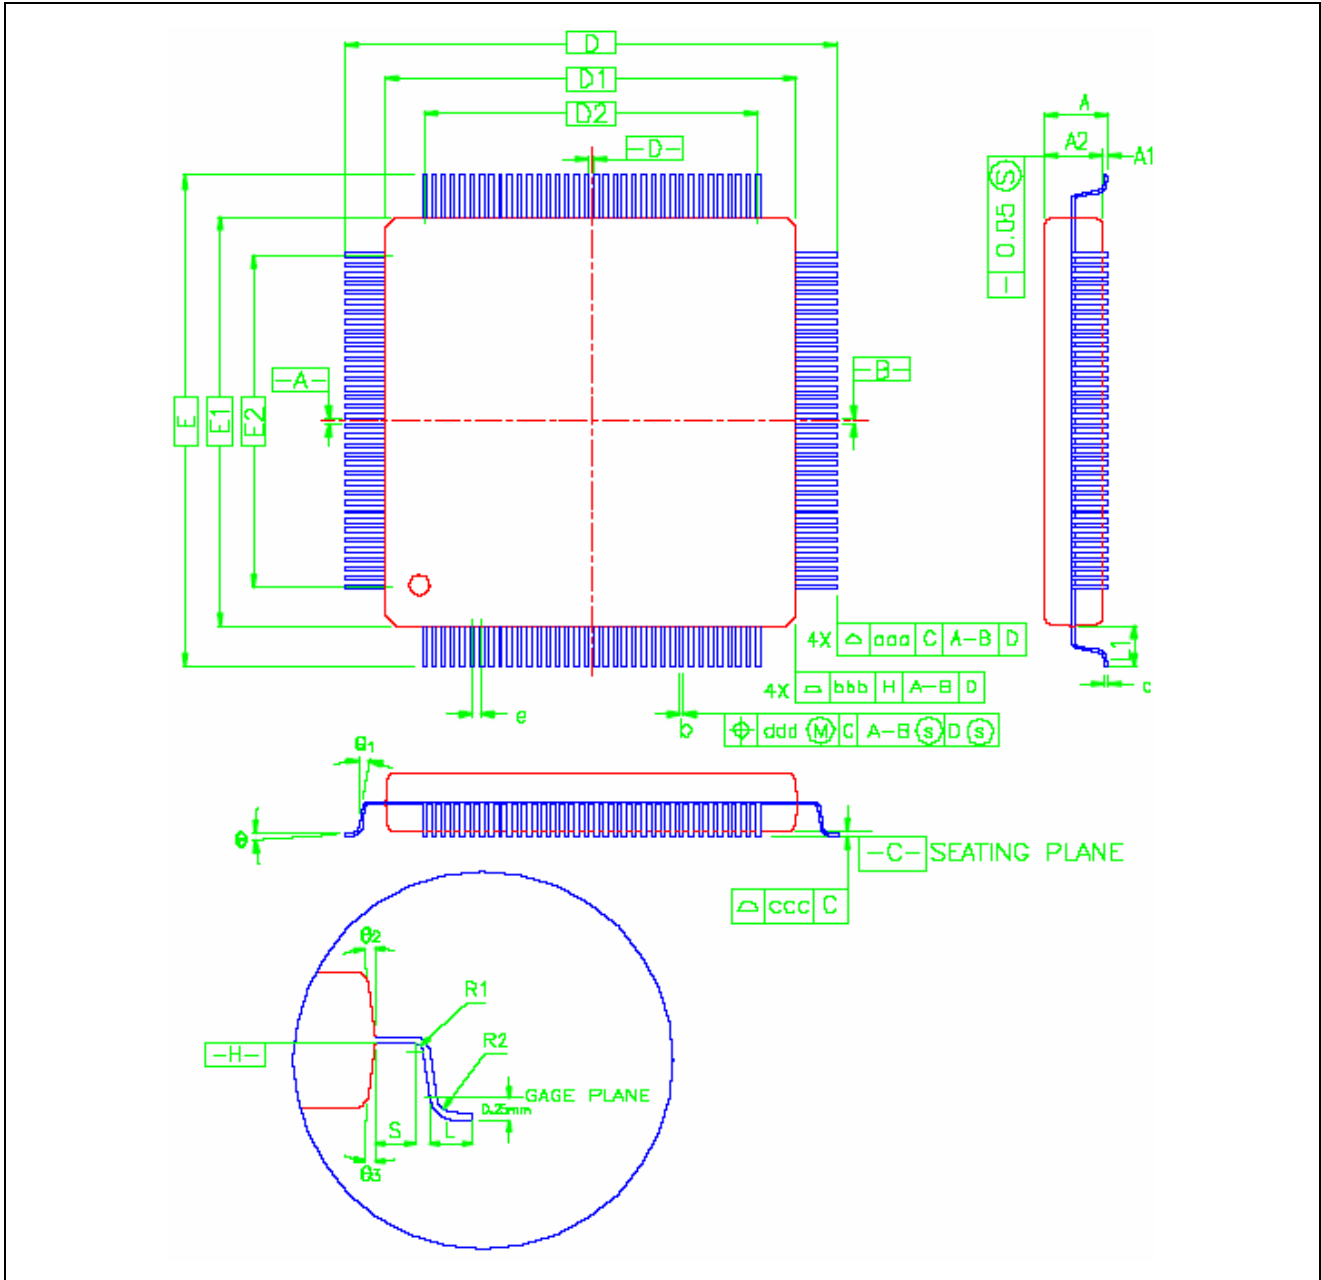 D
D1
D2
-D-
A
A2
A1
0.05 S
-A-
-B-
E
E1
E2
4X aaa C A-B D
4X bbb H A-B D
ddd M C A-B S D S
e
b
L1
c
θ1
θ
-C- SEATING PLANE
ccc C
θ2
R1
R2
-H-
GAGE PLANE
0.25mm
S
L
θ3